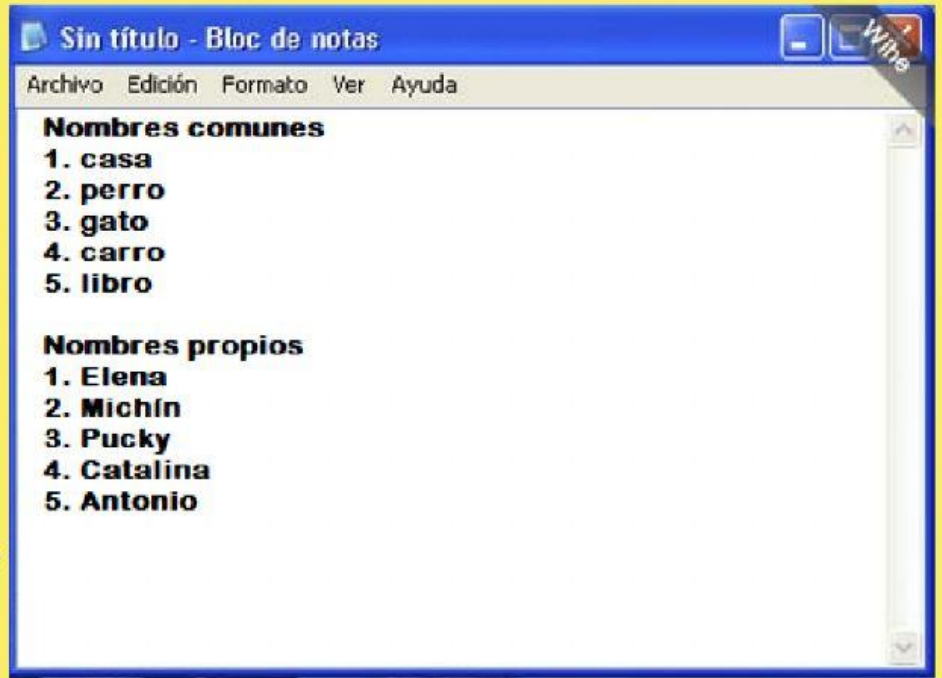 Sin título - Bloc de notas
Archivo Edición Formato Ver Ayuda
Nombres comunes
1. casa
2. perro
3. gato
4. carro
5. libro
Nombres propios
1. Elena
2. Michín
3. Pucky
4. Catalina
5. Antonio